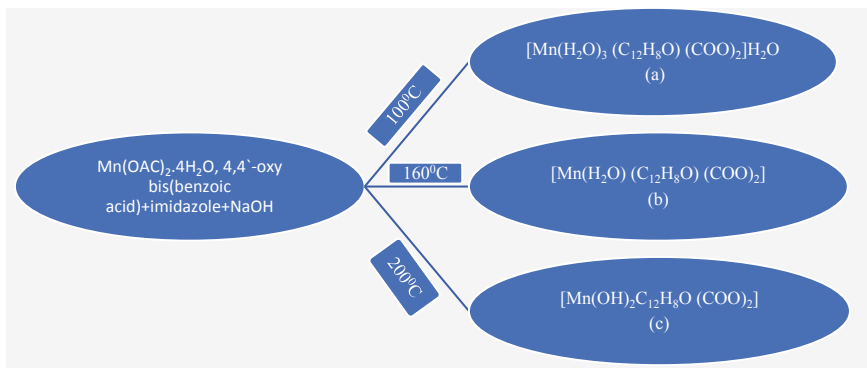 Mn(OAC)₂.4H₂O, 4,4`-oxy
bis(benzoic
acid)+imidazole+NaOH
100⁰C
160⁰C
200⁰C
[Mn(H₂O)₃ (C₁₂H₈O) (COO)₂]H₂O
(a)
[Mn(H₂O) (C₁₂H₈O) (COO)₂]
(b)
[Mn(OH)₂C₁₂H₈O (COO)₂]
(c)